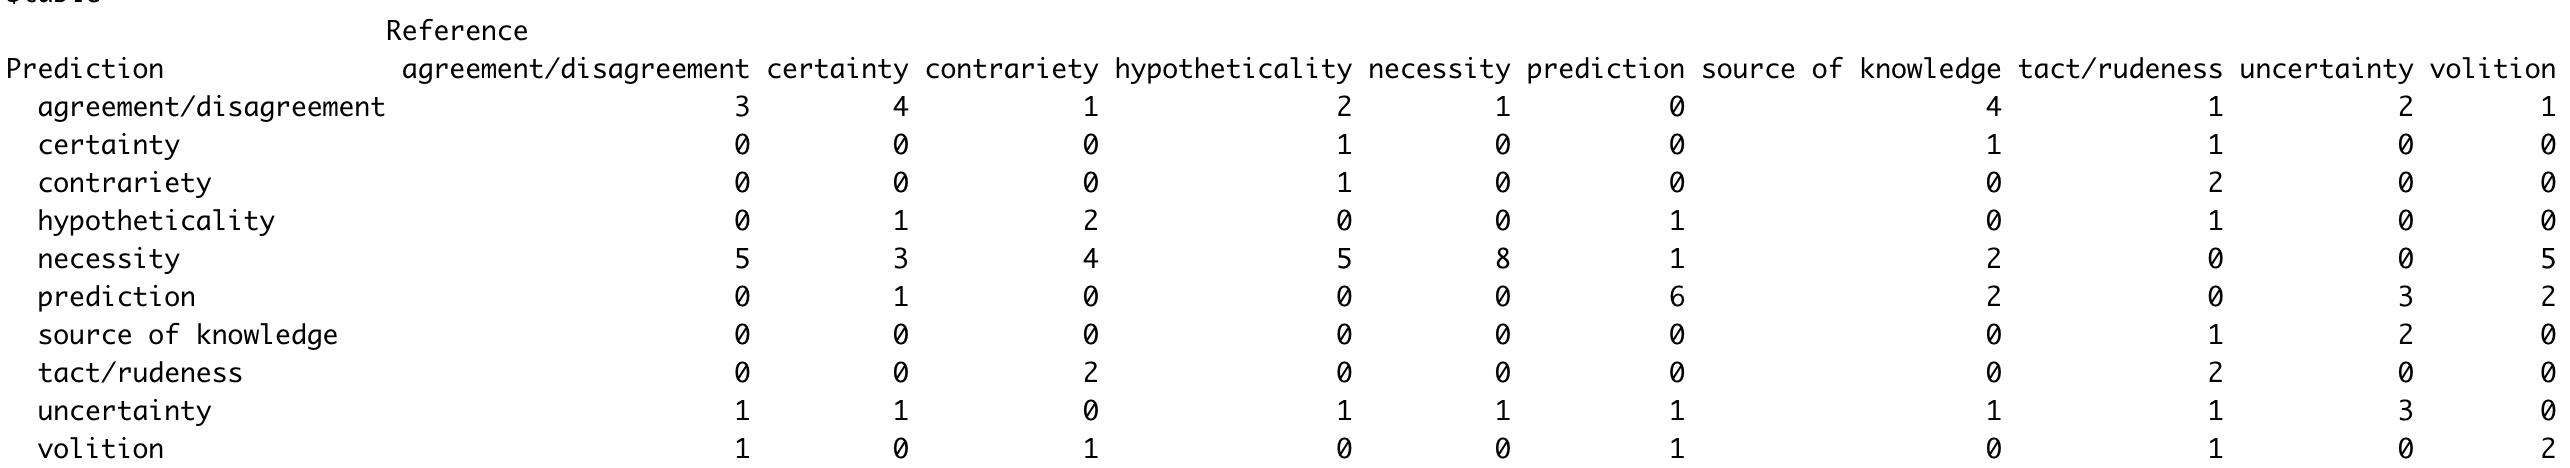 $table
Reference
Prediction agreement/disagreement certainty contrariety hypotheticality necessity prediction source of knowledge tact/rudeness uncertainty volition
agreement/disagreement 3 4 1 2 1 0 4 1 2 1
certainty 0 0 0 1 0 0 1 1 0 0
contrariety 0 0 0 1 0 0 0 2 0 0
hypotheticality 0 1 2 0 0 1 0 1 0 0
necessity 5 3 4 5 8 1 2 0 0 5
prediction 0 1 0 0 0 6 2 0 3 2
source of knowledge 0 0 0 0 0 0 0 1 2 0
tact/rudeness 0 0 2 0 0 0 0 2 0 0
uncertainty 1 1 0 1 1 1 1 1 3 0
volition 1 0 1 0 0 1 0 1 0 2